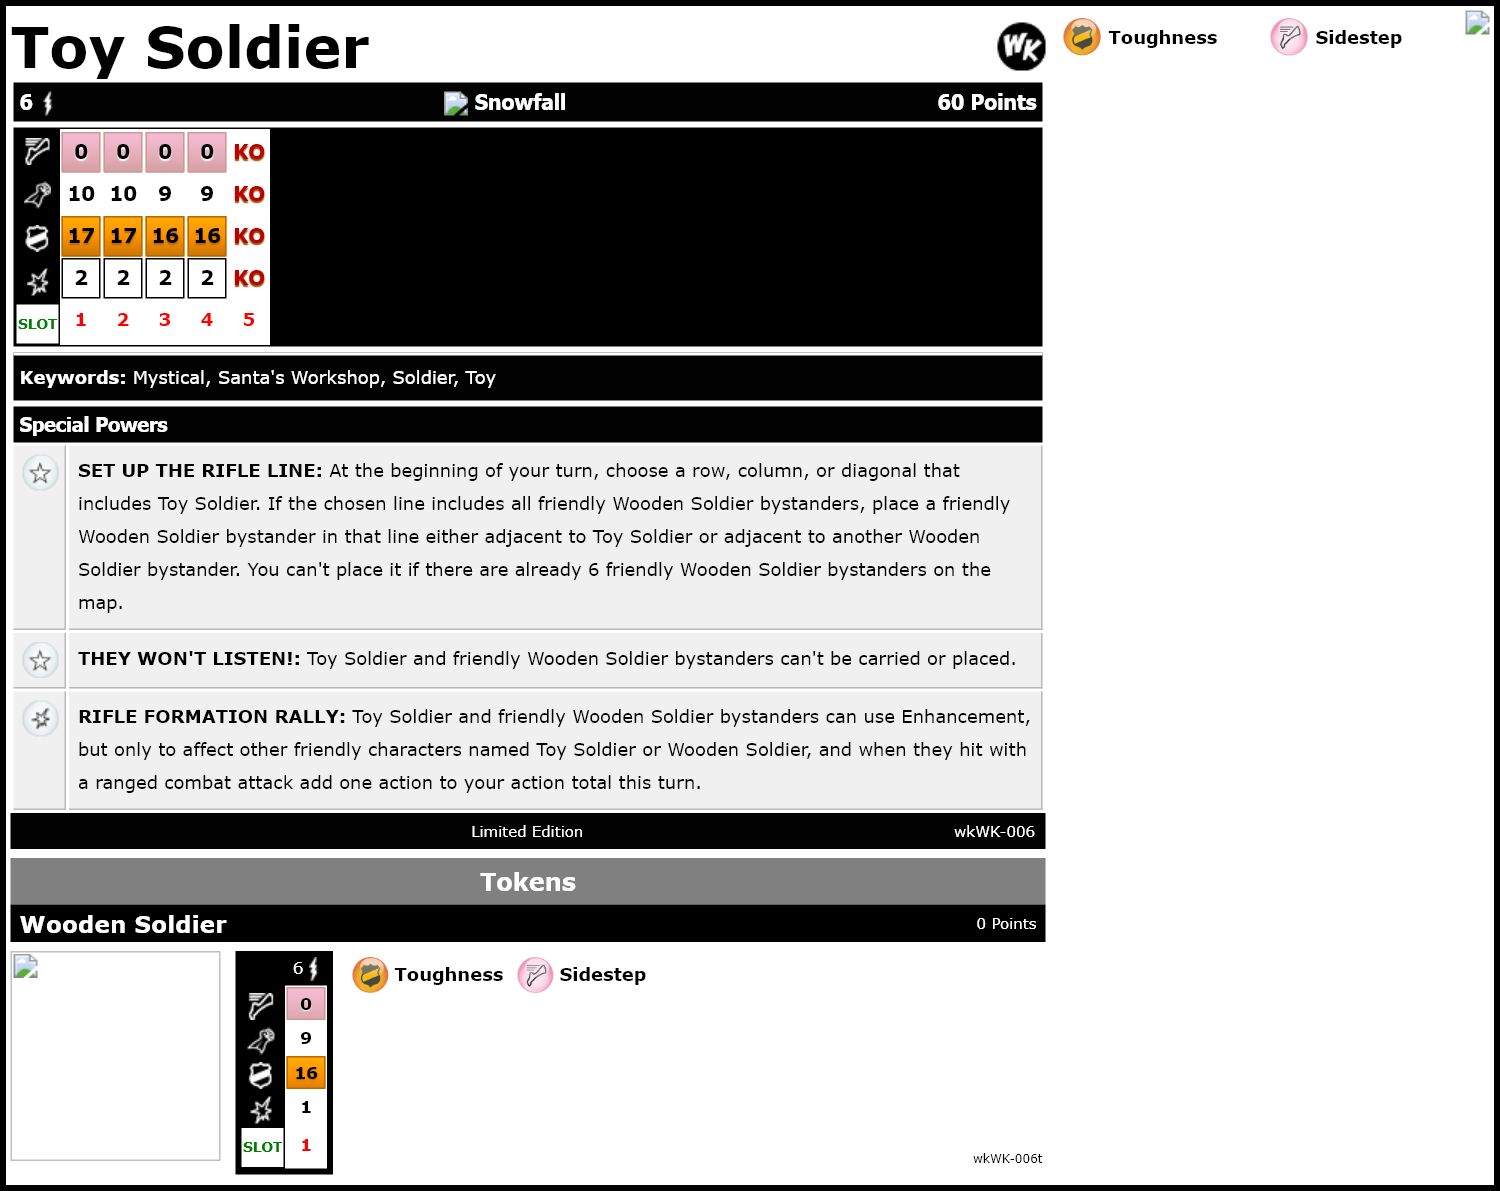 Toy Soldier
WK
Toughness
Sidestep
6
Snowfall
60 Points
0 0 0 0 KO
10 10 9 9 KO
17 17 16 16 KO
2 2 2 2 KO
SLOT 1 2 3 4 5
Keywords: Mystical, Santa's Workshop, Soldier, Toy
Special Powers
SET UP THE RIFLE LINE: At the beginning of your turn, choose a row, column, or diagonal that
includes Toy Soldier. If the chosen line includes all friendly Wooden Soldier bystanders, place a friendly
Wooden Soldier bystander in that line either adjacent to Toy Soldier or adjacent to another Wooden
Soldier bystander. You can't place it if there are already 6 friendly Wooden Soldier bystanders on the
map.
THEY WON'T LISTEN!: Toy Soldier and friendly Wooden Soldier bystanders can't be carried or placed.
RIFLE FORMATION RALLY: Toy Soldier and friendly Wooden Soldier bystanders can use Enhancement,
but only to affect other friendly characters named Toy Soldier or Wooden Soldier, and when they hit with
a ranged combat attack add one action to your action total this turn.
Limited Edition
wkWK-006
Tokens
Wooden Soldier
0 Points
6
Toughness
Sidestep
0
9
16
1
SLOT 1
wkWK-006t